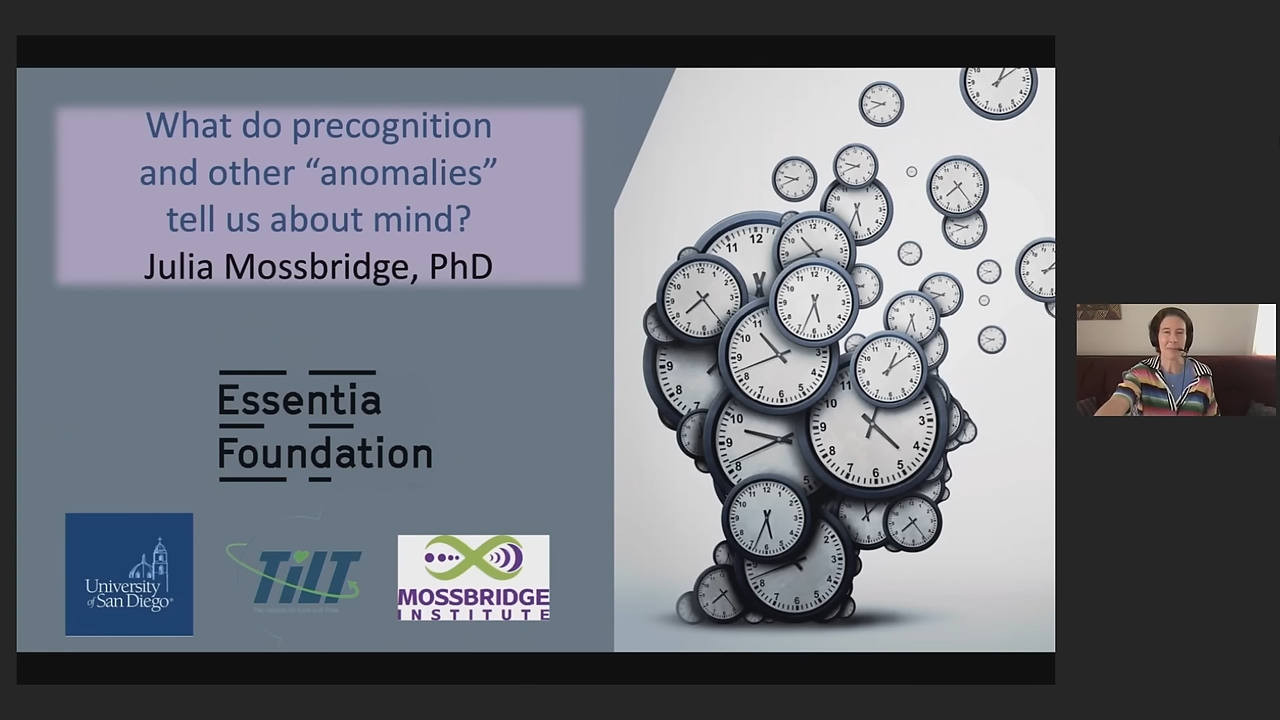 What do precognition
and other “anomalies”
tell us about mind?
Julia Mossbridge, PhD
Essentia
Foundation
University
of San Diego®
TILT
MOSSBRIDGE
INSTITUTE